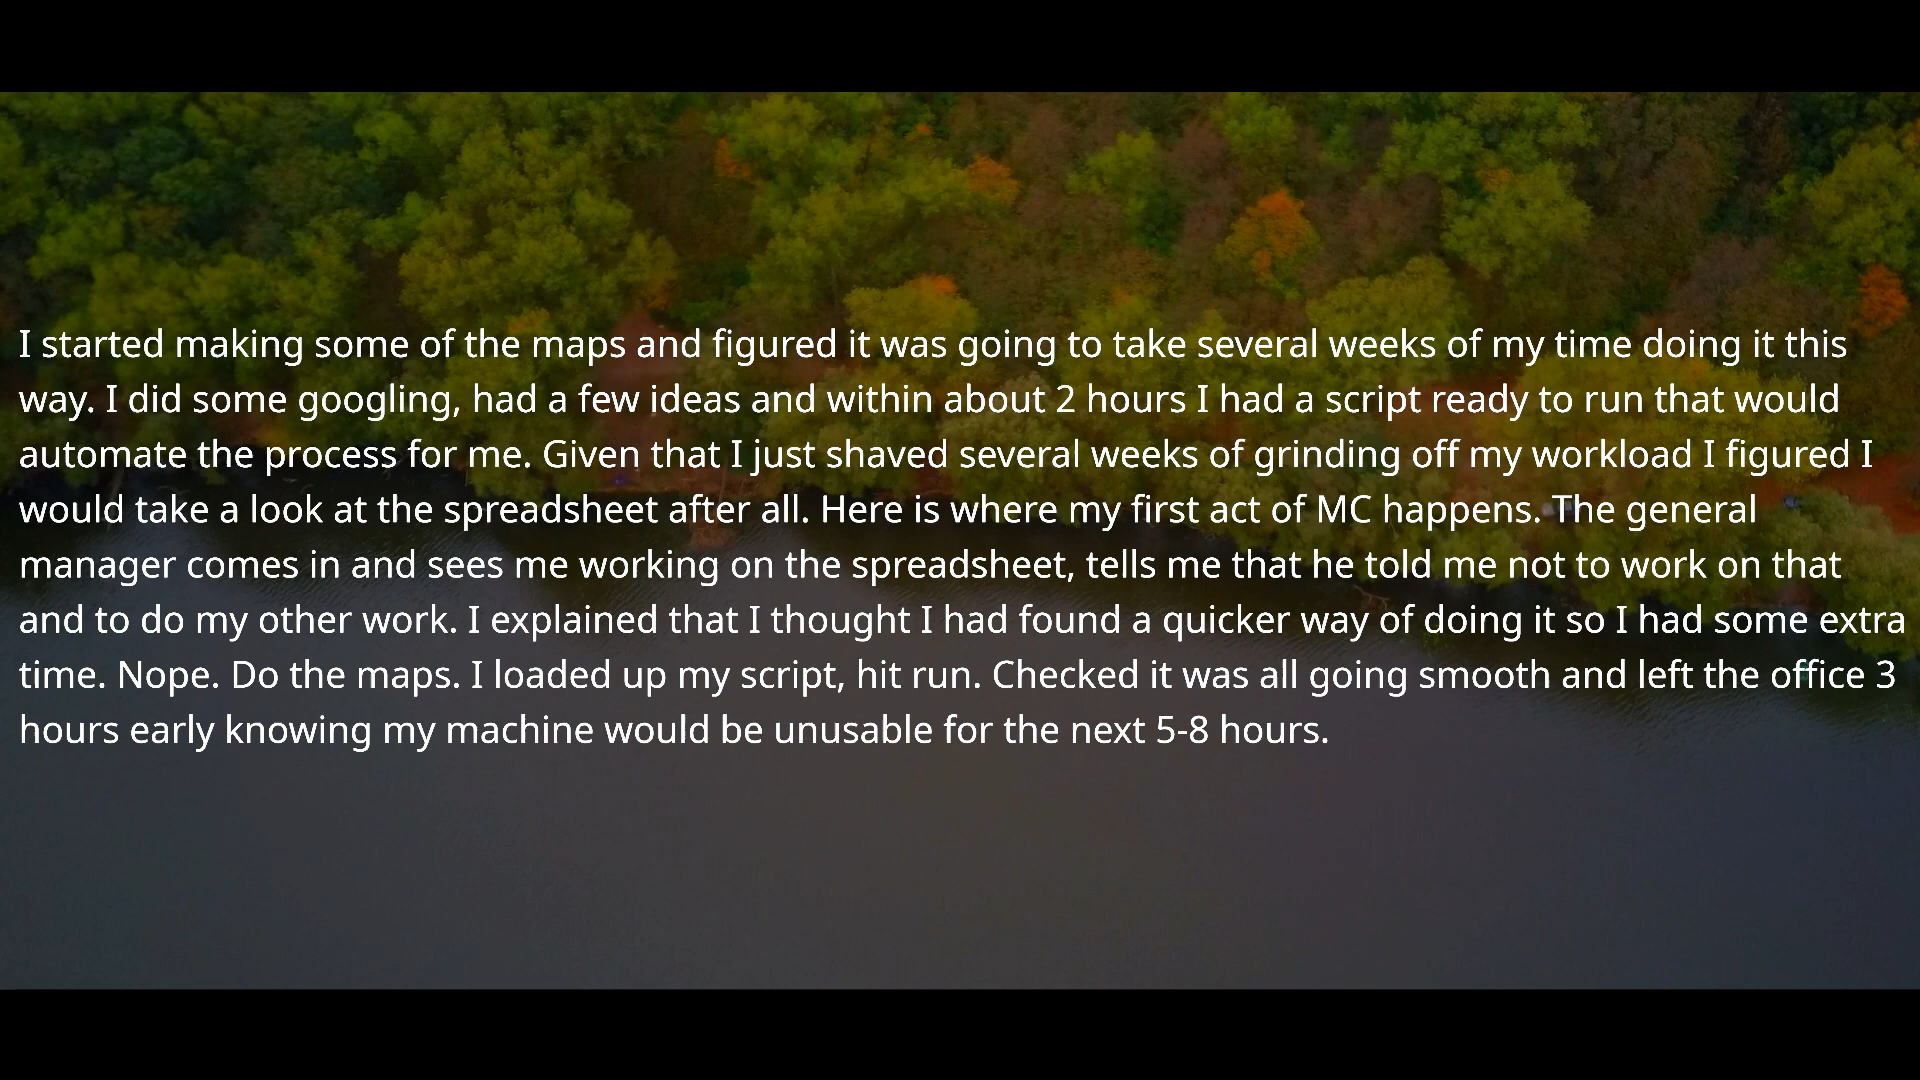 I started making some of the maps and figured it was going to take several weeks of my time doing it this
way. I did some googling, had a few ideas and within about 2 hours I had a script ready to run that would
automate the process for me. Given that I just shaved several weeks of grinding off my workload I figured I
would take a look at the spreadsheet after all. Here is where my first act of MC happens. The general
manager comes in and sees me working on the spreadsheet, tells me that he told me not to work on that
and to do my other work. I explained that I thought I had found a quicker way of doing it so I had some extra
time. Nope. Do the maps. I loaded up my script, hit run. Checked it was all going smooth and left the office 3
hours early knowing my machine would be unusable for the next 5-8 hours.